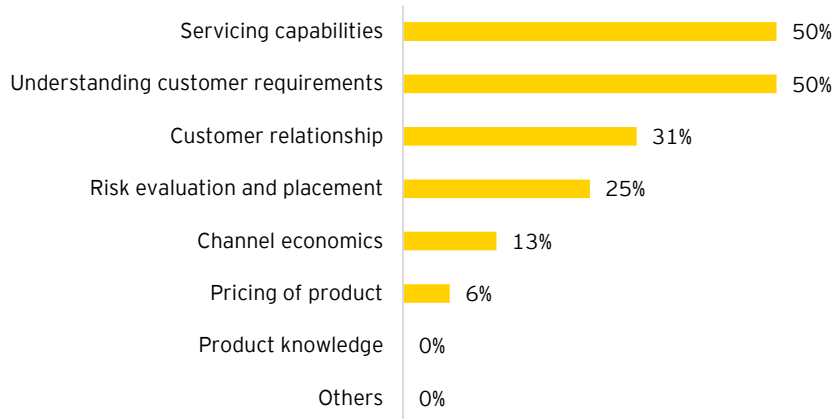 Servicing capabilities 50%
Understanding customer requirements 50%
Customer relationship 31%
Risk evaluation and placement 25%
Channel economics 13%
Pricing of product 6%
Product knowledge 0%
Others 0%